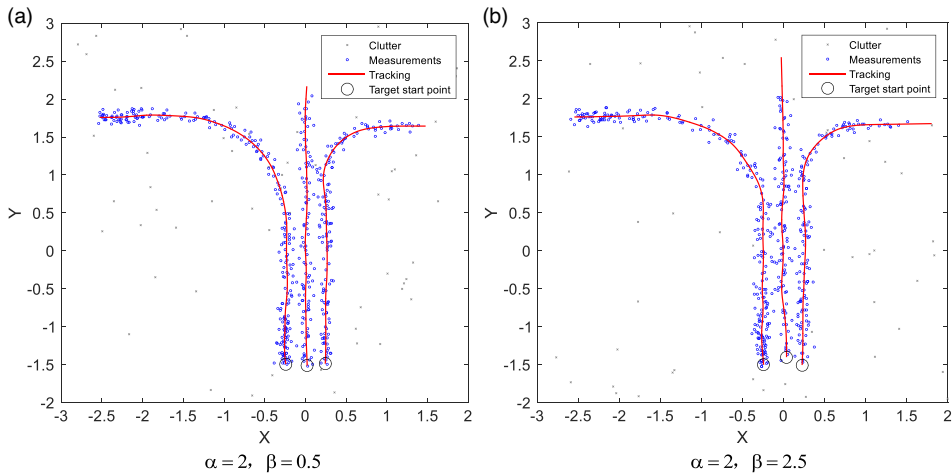 (a)
3
2.5
2
1.5
1
0.5
0
-0.5
-1
-1.5
-2
Y
-3 -2.5 -2 -1.5 -1 -0.5 0 0.5 1 1.5 2
X
Clutter
Measurements
Tracking
Target start point
α = 2, β = 0.5
(b)
3
2.5
2
1.5
1
0.5
0
-0.5
-1
-1.5
-2
Y
-3 -2.5 -2 -1.5 -1 -0.5 0 0.5 1 1.5 2
X
Clutter
Measurements
Tracking
Target start point
α = 2, β = 2.5